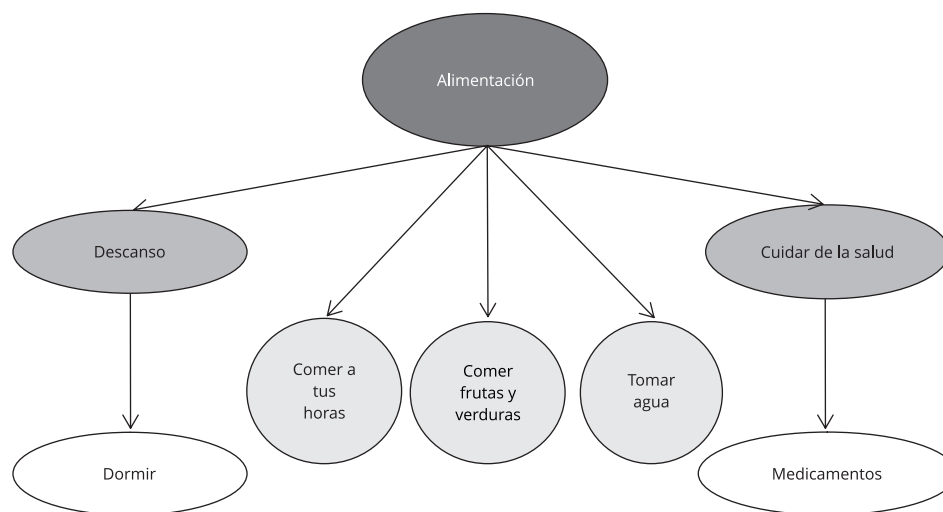 Alimentación
Descanso
Cuidar de la salud
Comer a
tus
horas
Comer
frutas y
verduras
Tomar
agua
Dormir
Medicamentos